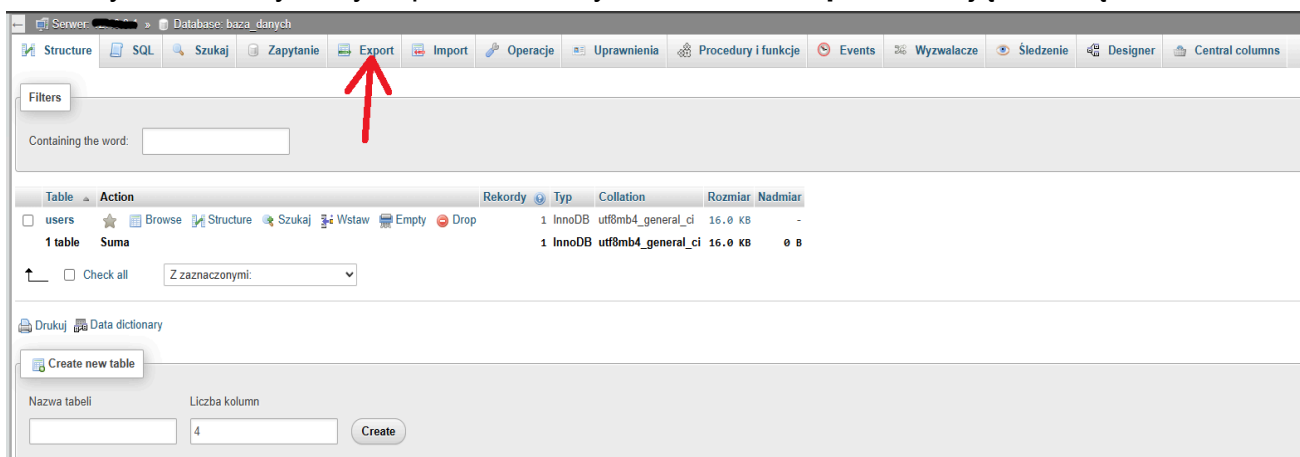 Serwer: » Database: baza_danych
Structure SQL Szukaj Zapytanie Export Import Operacje Uprawnienia Procedury i funkcje Events Wyzwalacze Śledzenie Designer Central columns
Filters
Containing the word:
Table Action Rekordy Typ Collation Rozmiar Nadmiar
users Browse Structure Szukaj Wstaw Empty Drop 1 InnoDB utf8mb4_general_ci 16.0 KB -
1 table Suma 1 InnoDB utf8mb4_general_ci 16.0 KB 0 B
Check all Z zaznaczonymi:
Drukuj Data dictionary
Create new table
Nazwa tabeli Liczba kolumn
4 Create